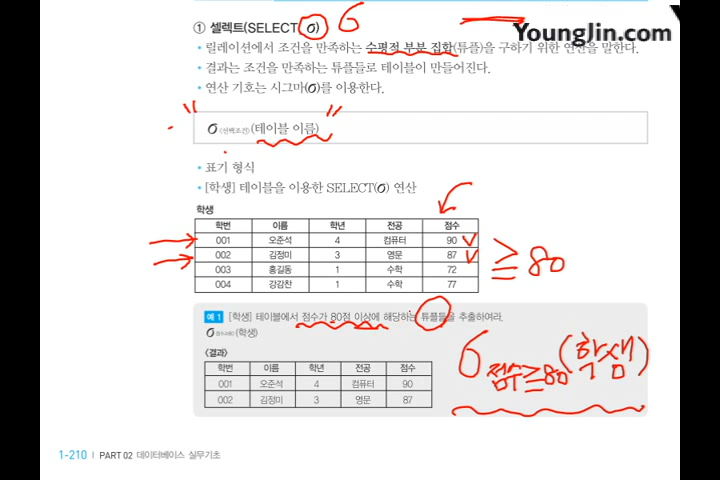 ① 셀렉트(SELECT σ) σ
YoungJin.com
• 릴레이션에서 조건을 만족하는 수평적 부분 집합(튜플)을 구하기 위한 연산을 말한다.
• 결과는 조건을 만족하는 튜플들로 테이블이 만들어진다.
• 연산 기호는 시그마(σ)를 이용한다.
" "
σ〈선택조건〉(테이블 이름)
• 표기 형식
• [학생] 테이블을 이용한 SELECT(σ) 연산
학생
학번 이름 학년 전공 점수
001 오준석 4 컴퓨터 90 ∨
002 김정미 3 영문 87 ∨
003 홍길동 1 수학 72
004 강감찬 1 수학 77
≥ 80
예 1 [학생] 테이블에서 점수가 80점 이상에 해당하는 튜플들을 추출하여라.
σ점수≥80(학생)
〈결과〉
학번 이름 학년 전공 점수
001 오준석 4 컴퓨터 90
002 김정미 3 영문 87
σ 점수≥80 (학생)
1-210 | PART 02 데이터베이스 실무기초